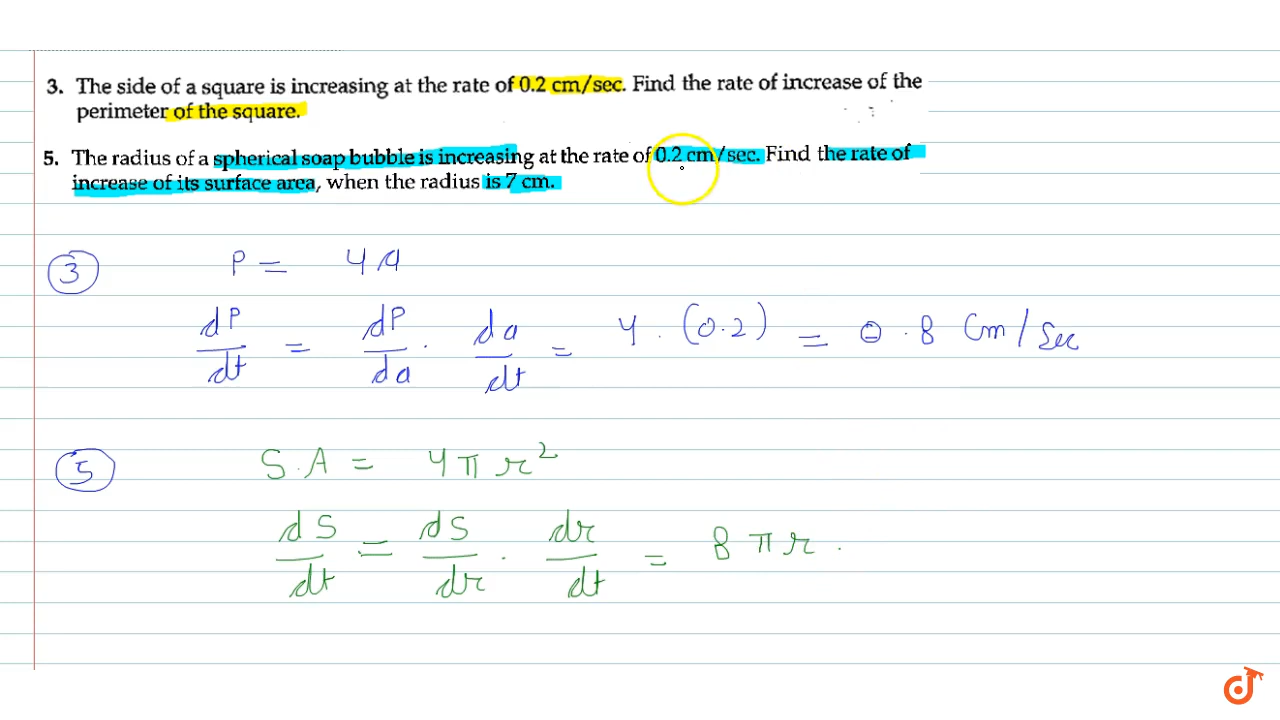 3. The side of a square is increasing at the rate of 0.2 cm/sec. Find the rate of increase of the
perimeter of the square.
5. The radius of a spherical soap bubble is increasing at the rate of 0.2 cm/sec. Find the rate of
increase of its surface area, when the radius is 7 cm.
3 P = 4a
dP/dt = dP/da . da/dt = 4 . (0.2) = 0.8 Cm/Sec
5 S.A = 4πr²
dS/dt = dS/dr . dr/dt = 8πr .